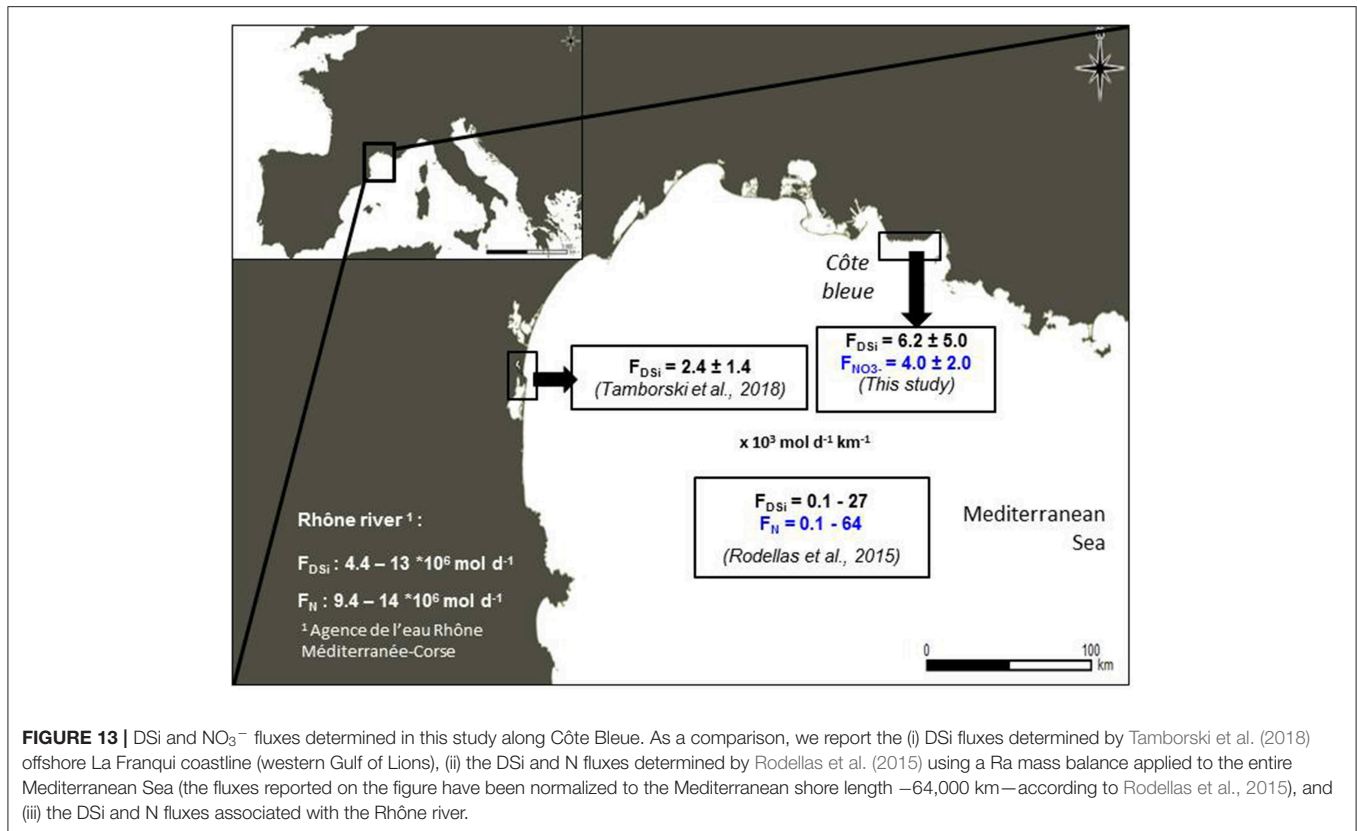 Côte
bleue
F_DSi = 6.2 ± 5.0
F_NO3- = 4.0 ± 2.0
(This study)
F_DSi = 2.4 ± 1.4
(Tamborski et al., 2018)
x 10³ mol d⁻¹ km⁻¹
F_DSi = 0.1 - 27
F_N = 0.1 - 64
(Rodellas et al., 2015)
Mediterranean
Sea
Rhône river ¹ :
F_DSi : 4.4 – 13 *10⁶ mol d⁻¹
F_N : 9.4 – 14 *10⁶ mol d⁻¹
¹ Agence de l'eau Rhône
Méditerranée-Corse
0 100
km
FIGURE 13 | DSi and NO₃⁻ fluxes determined in this study along Côte Bleue. As a comparison, we report the (i) DSi fluxes determined by Tamborski et al. (2018)
offshore La Franqui coastline (western Gulf of Lions), (ii) the DSi and N fluxes determined by Rodellas et al. (2015) using a Ra mass balance applied to the entire
Mediterranean Sea (the fluxes reported on the figure have been normalized to the Mediterranean shore length −64,000 km—according to Rodellas et al., 2015), and
(iii) the DSi and N fluxes associated with the Rhône river.